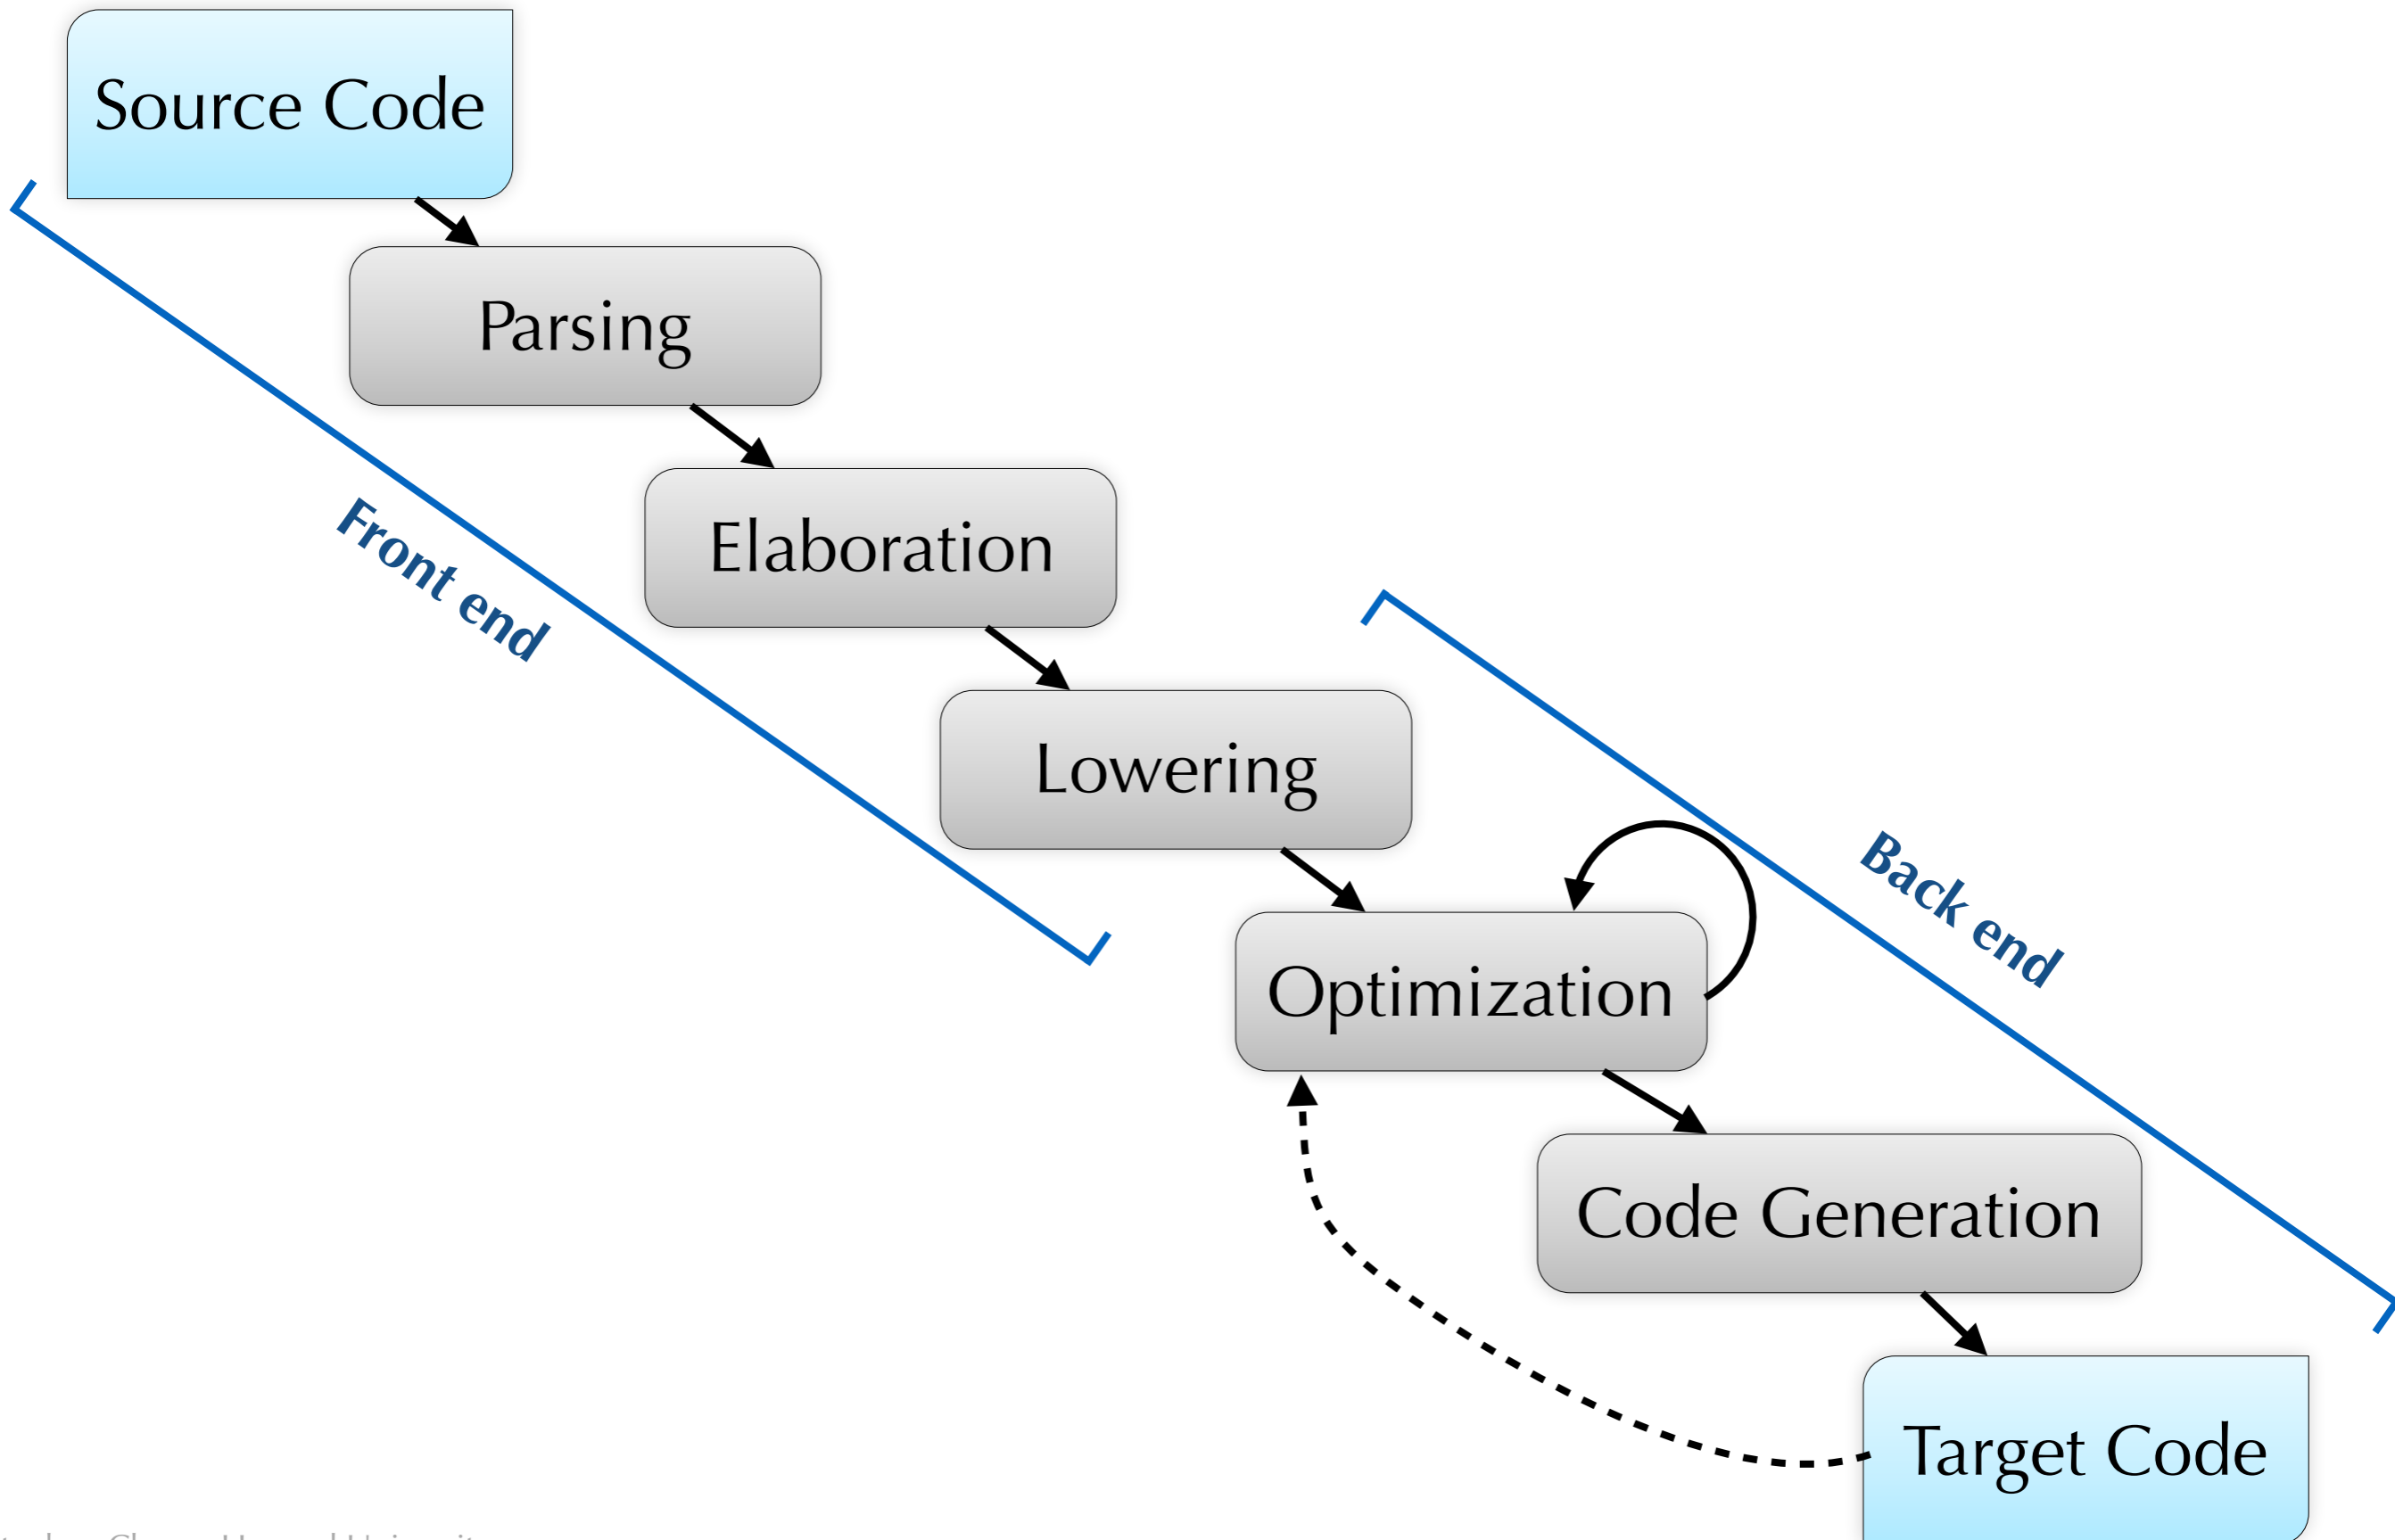 Source Code
Parsing
Elaboration
Front end
Lowering
Back end
Optimization
Code Generation
Target Code